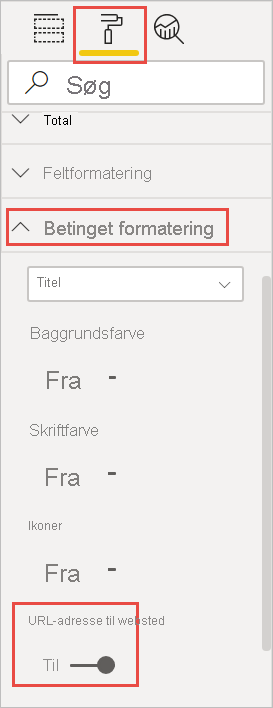 Søg
Total
Feltformatering
Betinget formatering
Titel
Baggrundsfarve
Fra
Skriftfarve
Fra
Ikoner
Fra
URL-adresse til websted
Til